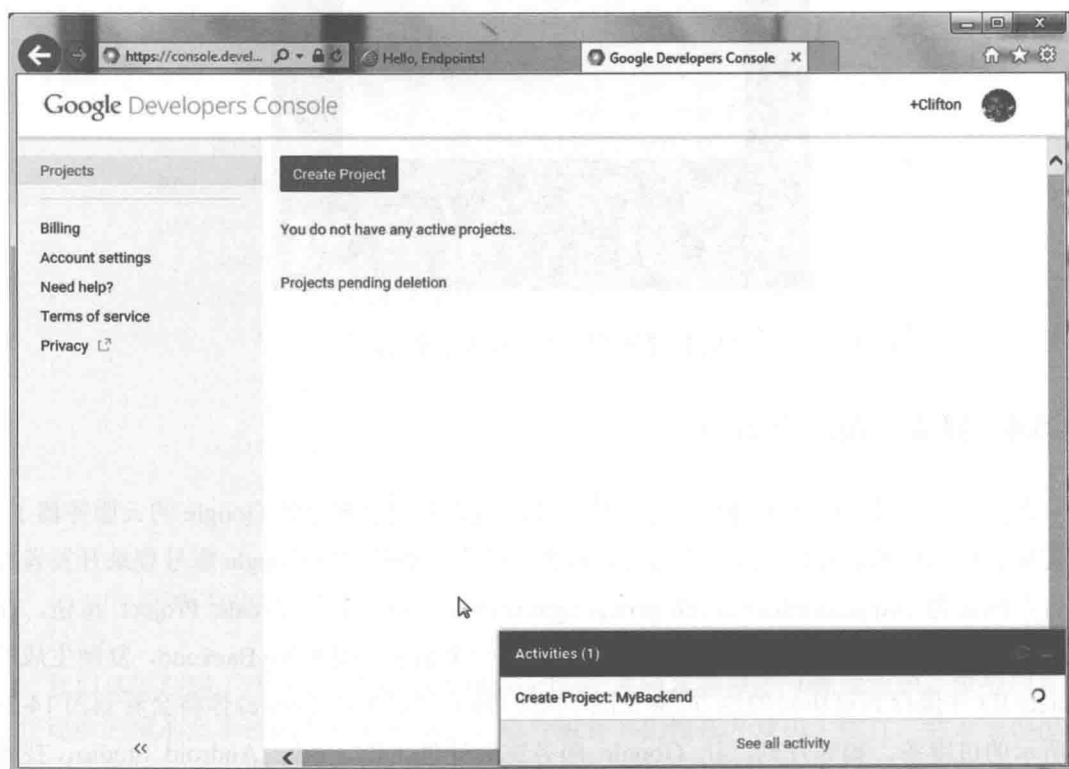 https://console.devel...
Hello, Endpoints!
Google Developers Console
X
Google Developers Console
+Clifton
Projects
Create Project
Billing
You do not have any active projects.
Account settings
Need help?
Projects pending deletion
Terms of service
Privacy
Activities (1)
Create Project: MyBackend
See all activity